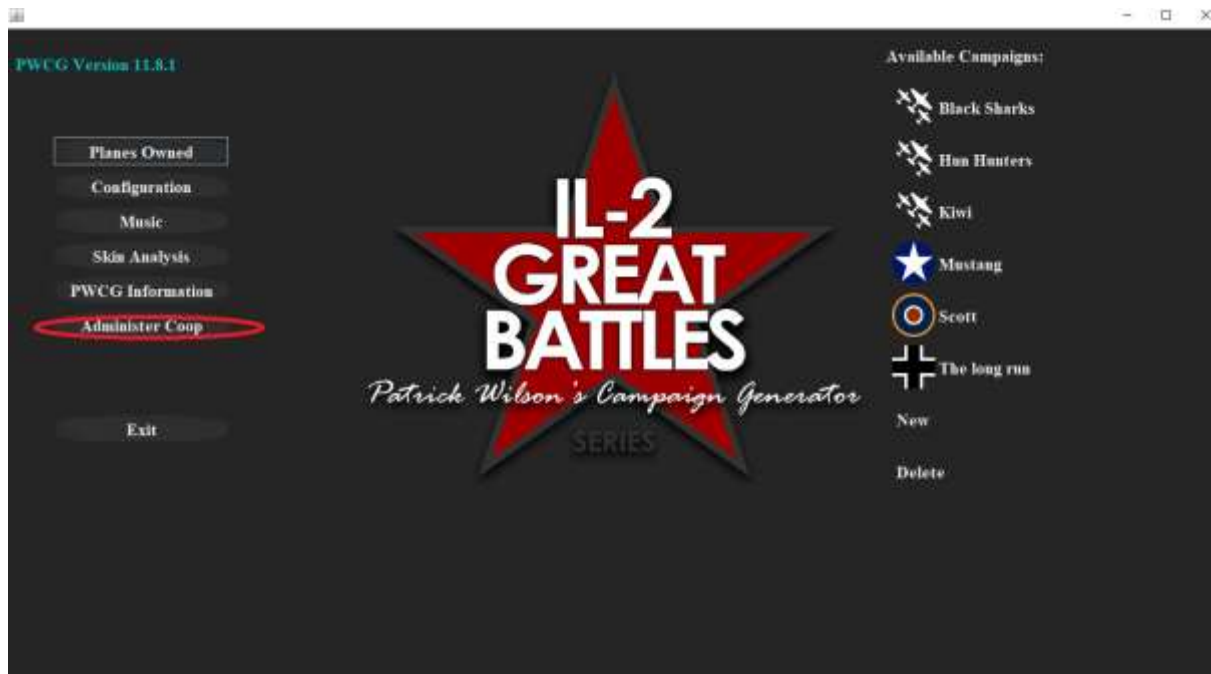 PWCG Version 11.8.1
Planes Owned
Configuration
Music
Skin Analysis
PWCG Information
Administer Coop
Exit
IL-2
GREAT
BATTLES
Patrick Wilson's Campaign Generator
SERIES
Available Campaigns:
Black Sharks
Hun Hunters
Kiwi
Mustang
Scott
The long run
New
Delete